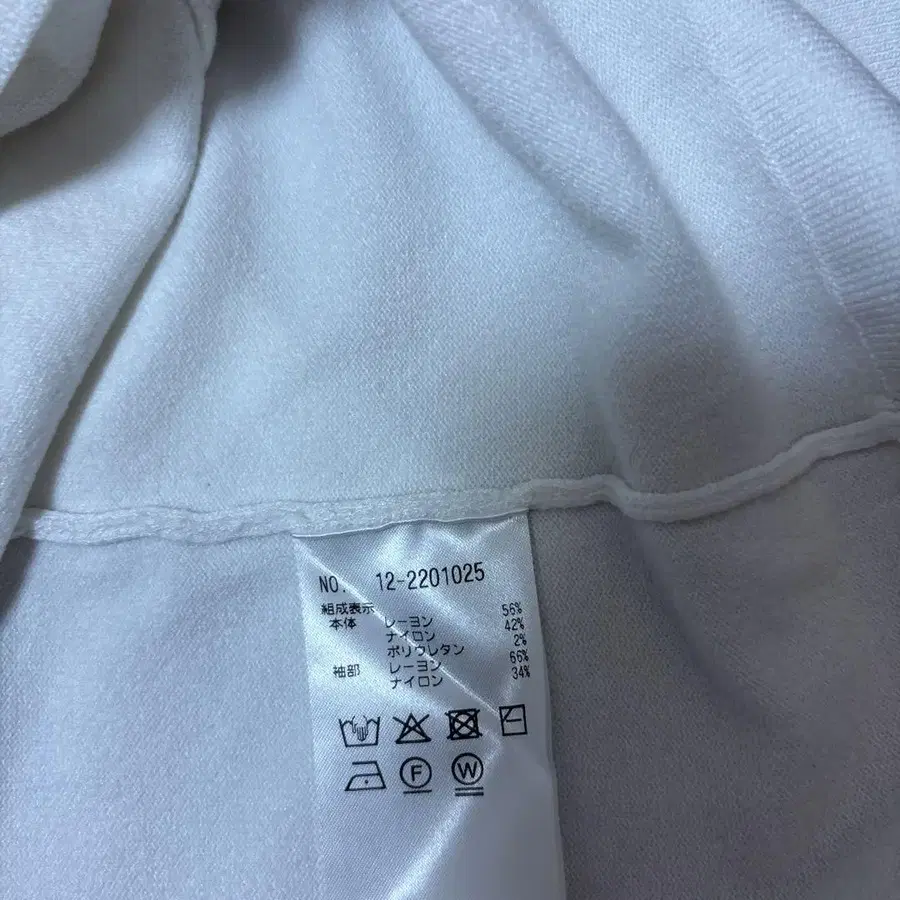 NO. 12-2201025
組成表示 56%
本体 レーヨン 42%
ナイロン 2%
ポリウレタン 66%
袖部 レーヨン 34%
ナイロン
F W